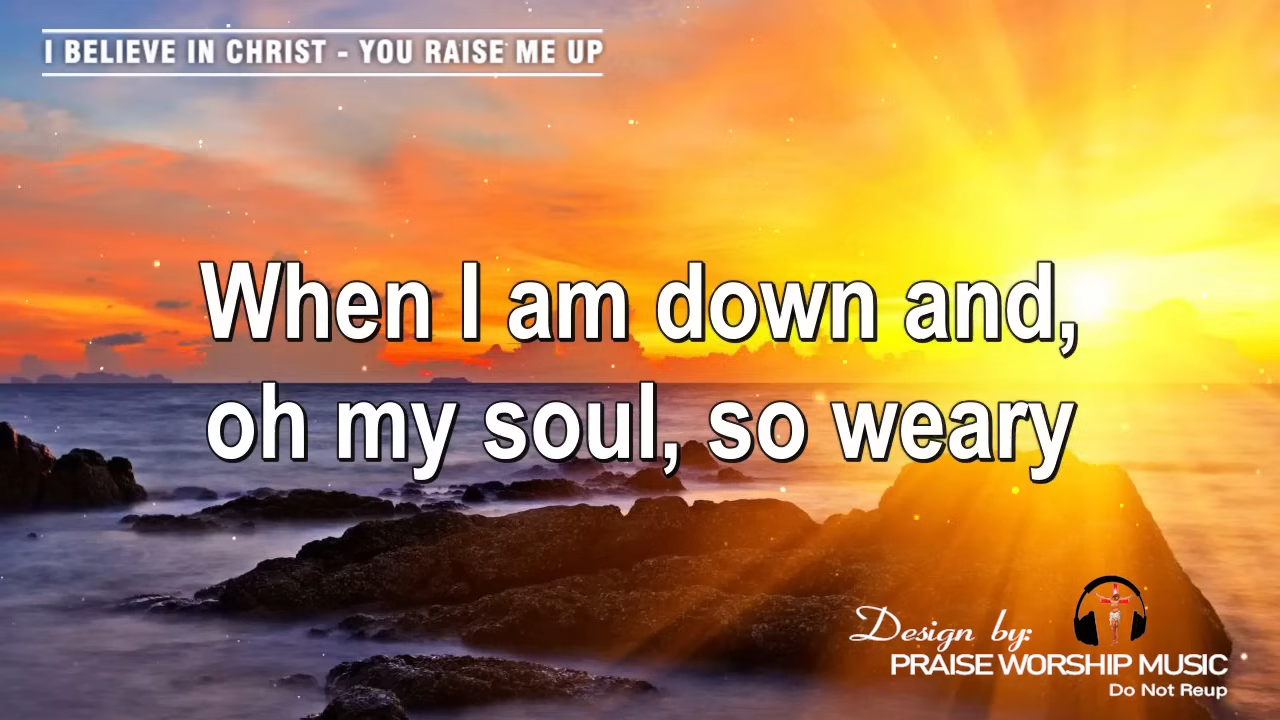 I BELIEVE IN CHRIST - YOU RAISE ME UP
When I am down and,
oh my soul, so weary
Design by:
PRAISE WORSHIP MUSIC
Do Not Reup